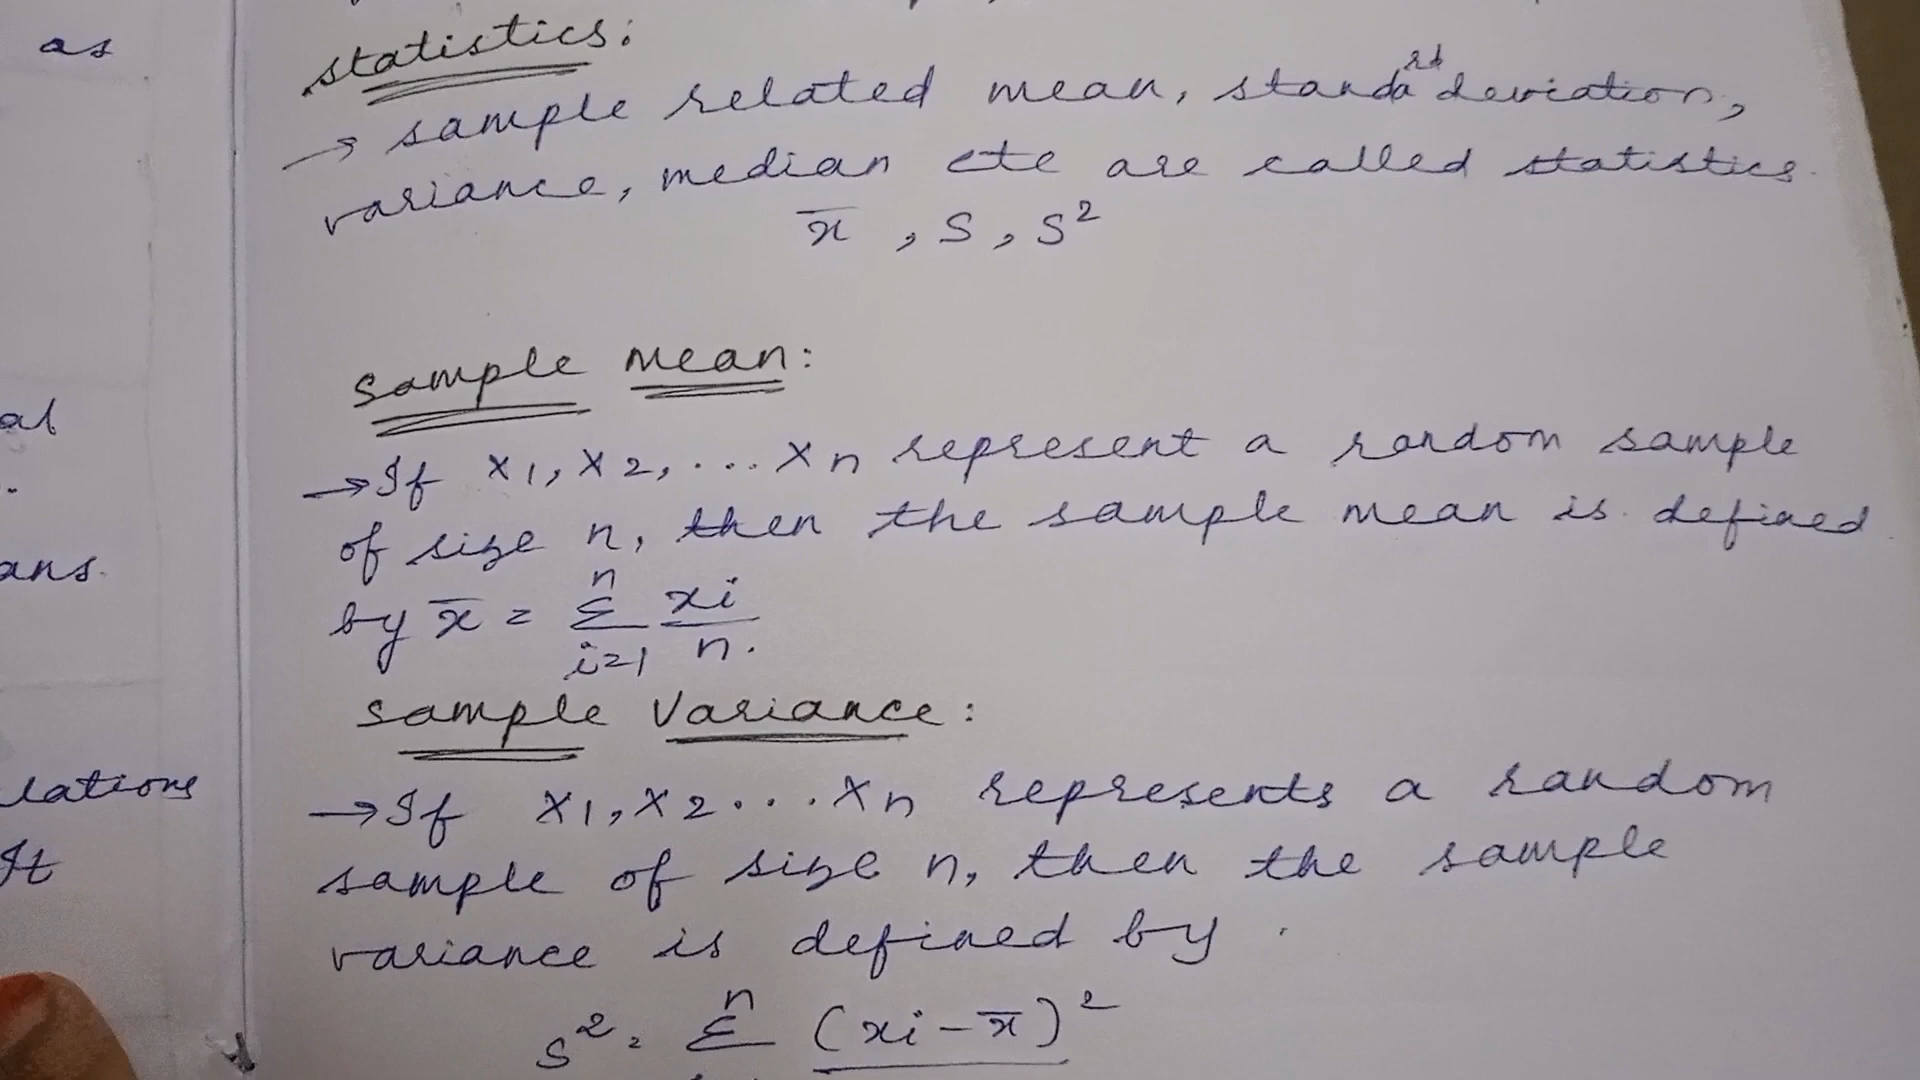 as
al
ans.
lations
It
statistics:
→ sample related mean, standard deviation,
variance, median etc are called statistics.
x̄, S, S²
Sample Mean:
→ If X1, X2, ... Xn represent a random sample
of size n, then the sample mean is defined
by x̄ = n Σ i=1 xi/n.
Sample Variance:
→ If X1, X2 ... Xn represents a random
sample of size n, then the sample
variance is defined by
S² = n Σ (xi - x̄)²